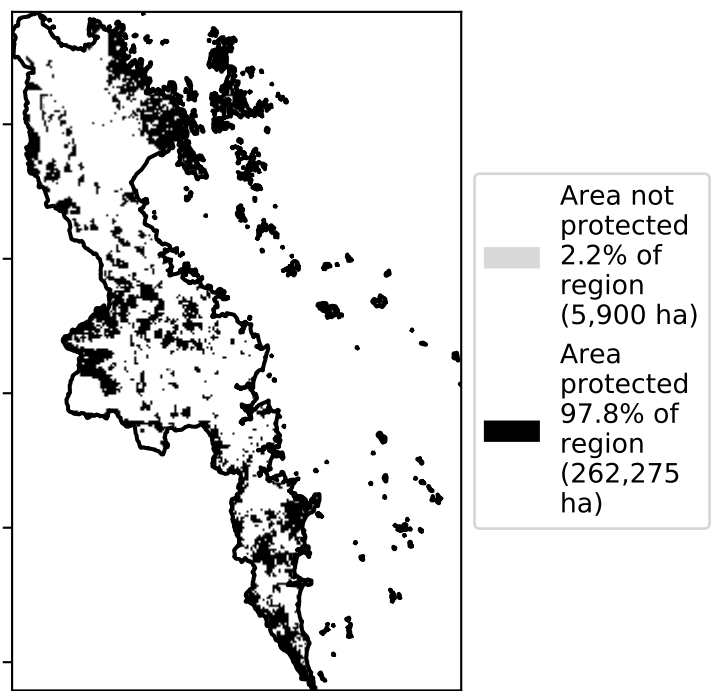 Area not
protected
2.2% of
region
(5,900 ha)
Area
protected
97.8% of
region
(262,275
ha)